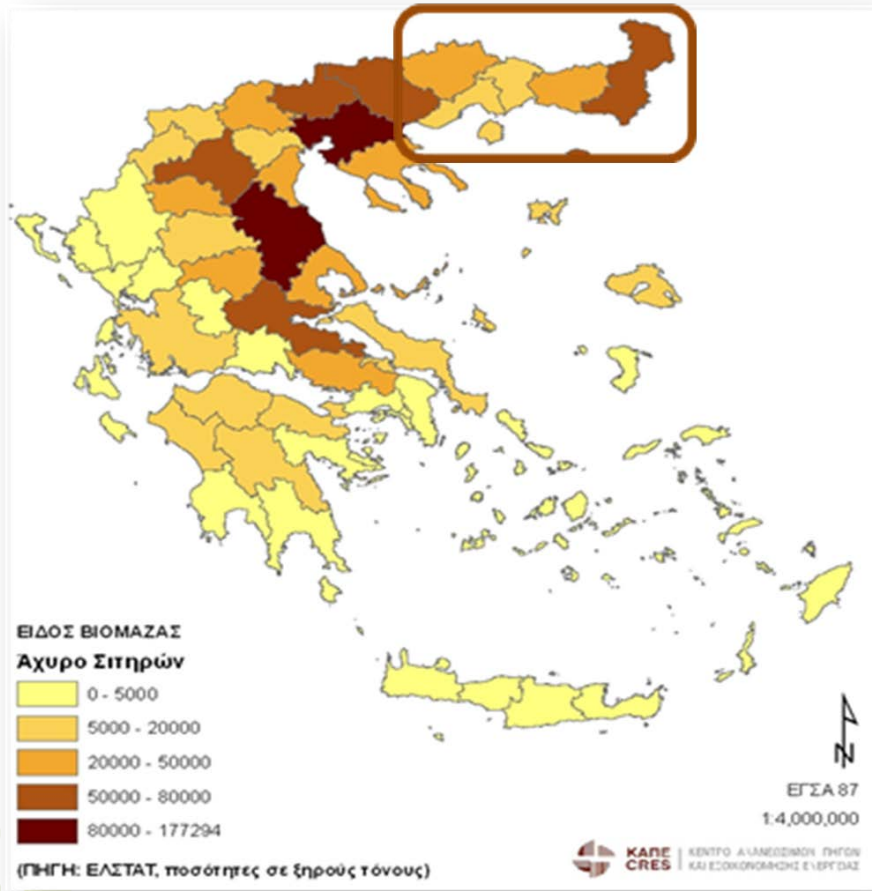 ΕΙΔΟΣ ΒΙΟΜΑΖΑΣ
Άχυρο Σιτηρών
0 - 5000
5000 - 20000
20000 - 50000
50000 - 80000
80000 - 177294
(ΠΗΓΗ: ΕΛΣΤΑΤ, ποσότητες σε ξηρούς τόνους)
N
ΕΓΣΑ 87
1:4,000,000
ΚΑΠΕ
CRES
ΚΕΝΤΡΟ ΑΝΑΝΕΩΣΙΜΩΝ ΠΗΓΩΝ
ΚΑΙ ΕΞΟΙΚΟΝΟΜΗΣΗΣ ΕΝΕΡΓΕΙΑΣ